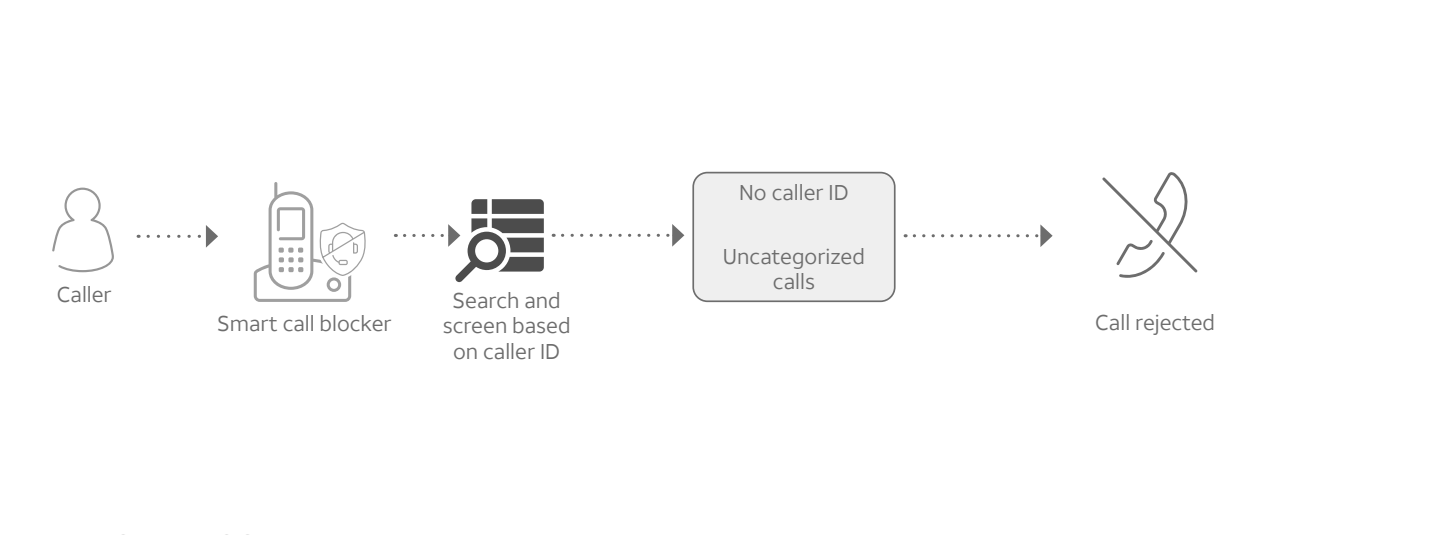 No caller ID
Uncategorized
calls
Caller
Smart call blocker
Search and
screen based
on caller ID
Call rejected